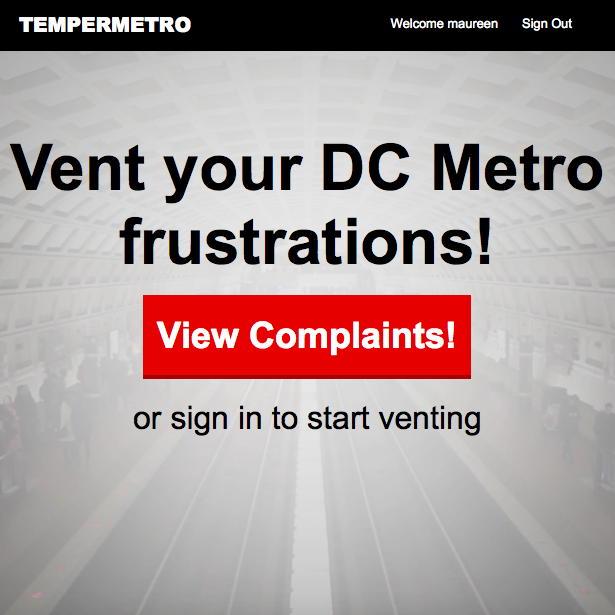 TEMPERMETRO
Welcome maureen
Sign Out
Vent your DC Metro
frustrations!
View Complaints!
or sign in to start venting